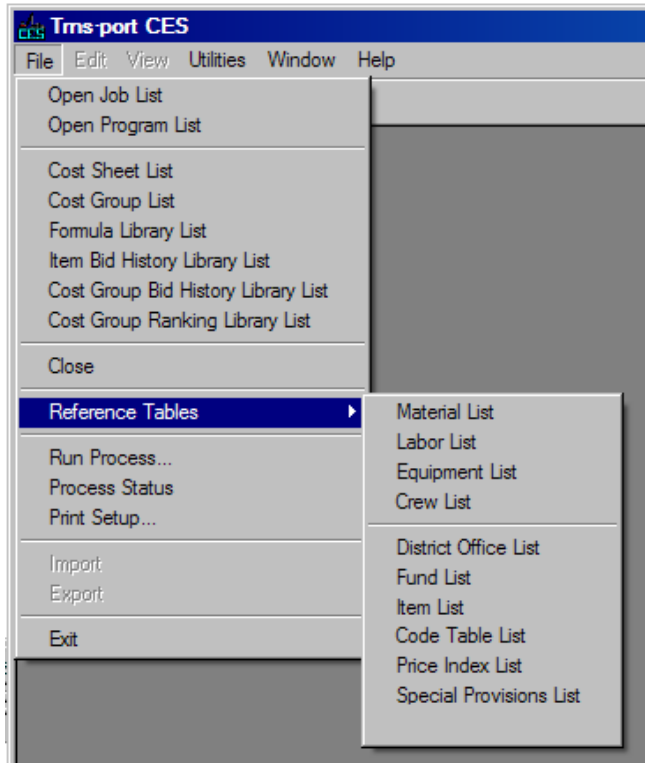 CES Trns•port CES
File Edit View Utilities Window Help
Open Job List
Open Program List
Cost Sheet List
Cost Group List
Formula Library List
Item Bid History Library List
Cost Group Bid History Library List
Cost Group Ranking Library List
Close
Reference Tables
Run Process...
Process Status
Print Setup...
Import
Export
Exit
Material List
Labor List
Equipment List
Crew List
District Office List
Fund List
Item List
Code Table List
Price Index List
Special Provisions List